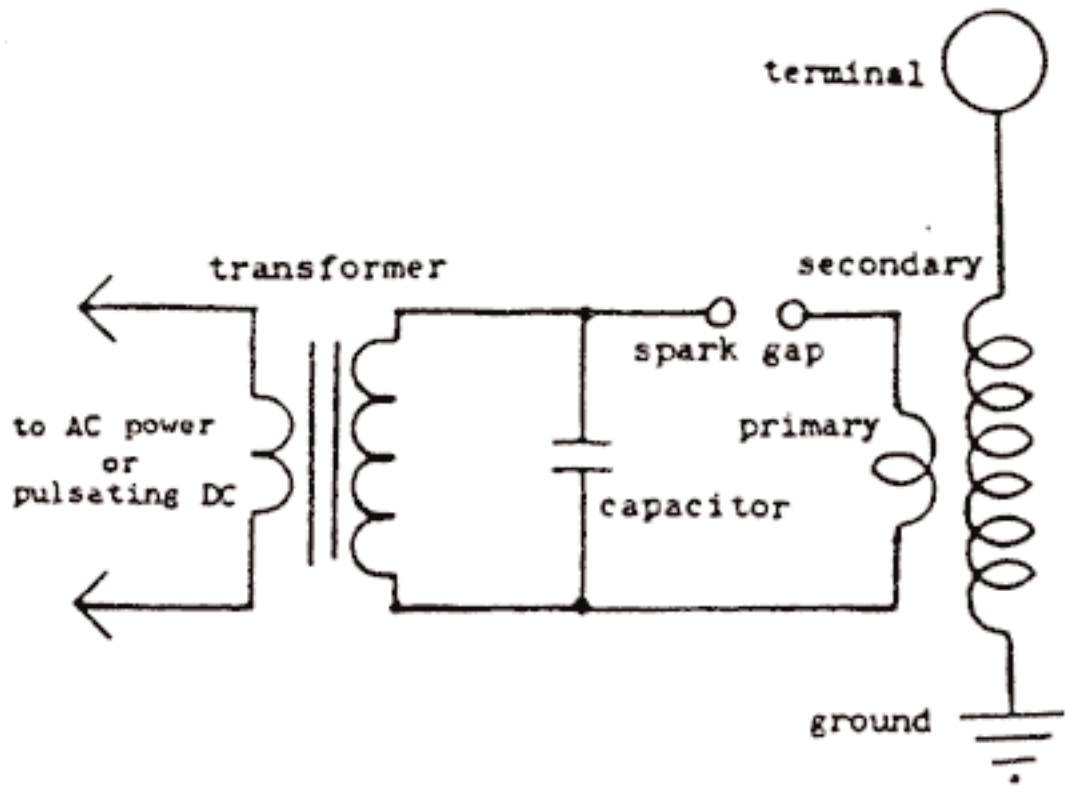 terminal
transformer
secondary
spark gap
to AC power
or
pulsating DC
primary
capacitor
ground